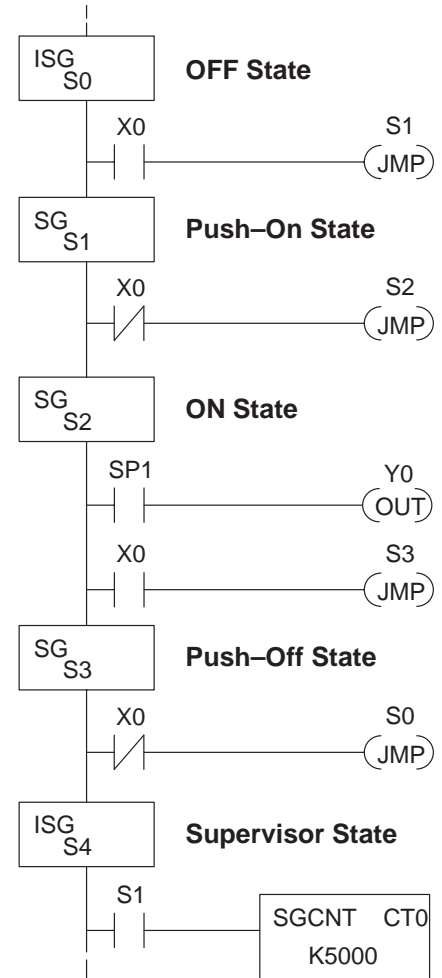 ISG
S0
OFF State
X0
S1
JMP
SG
S1
Push–On State
X0
S2
JMP
SG
S2
ON State
SP1
Y0
OUT
X0
S3
JMP
SG
S3
Push–Off State
X0
S0
JMP
ISG
S4
Supervisor State
S1
SGCNT CT0
K5000